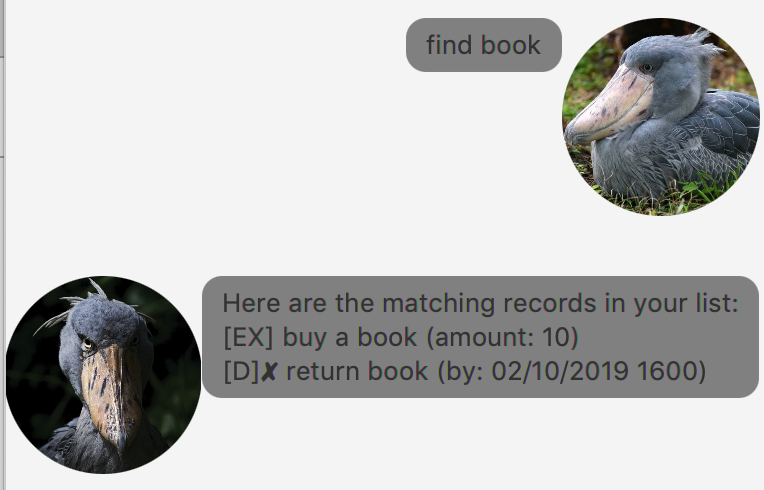 find book
Here are the matching records in your list:
[EX] buy a book (amount: 10)
[D]✘ return book (by: 02/10/2019 1600)